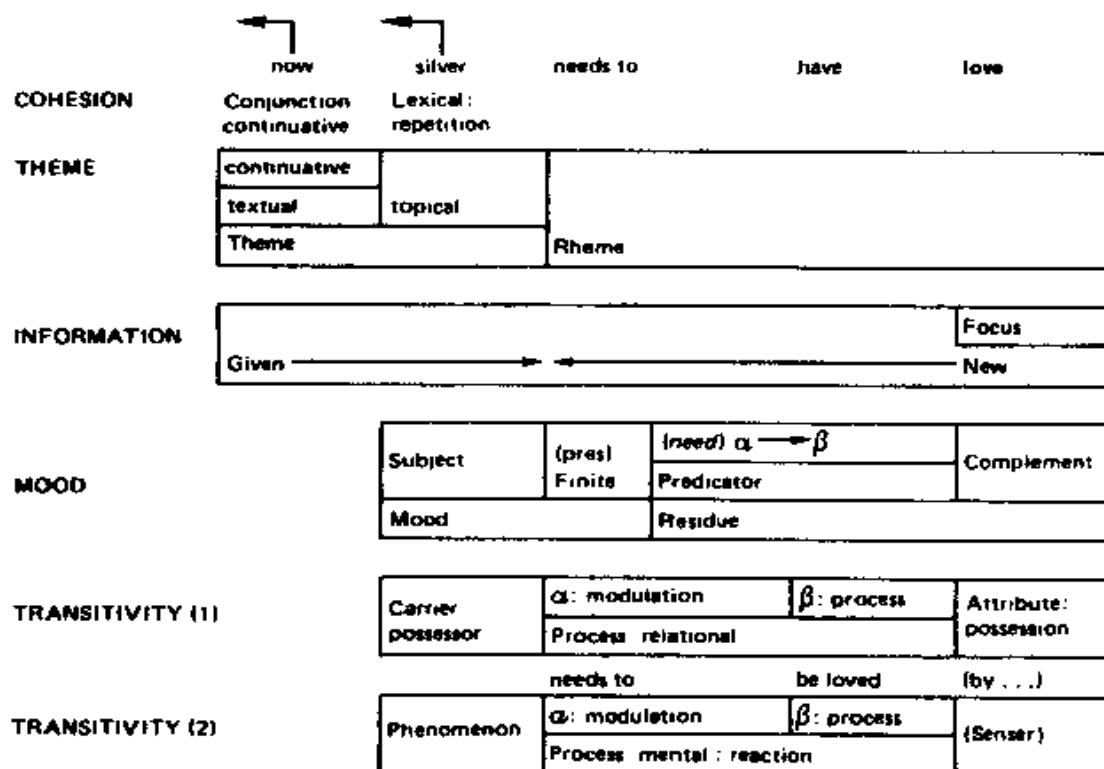 now silver needs to have love
COHESION Conjunction Lexical:
continuative repetition
THEME continuative
textual topical
Theme Rheme
INFORMATION Focus
Given New
MOOD Subject (pres) (need) α β Complement
Finite Predicator
Mood Residue
TRANSITIVITY (1) Carrier α: modulation β: process Attribute:
possessor Process relational possession
needs to be loved (by ...)
TRANSITIVITY (2) Phenomenon α: modulation β: process (Senser)
Process mental: reaction